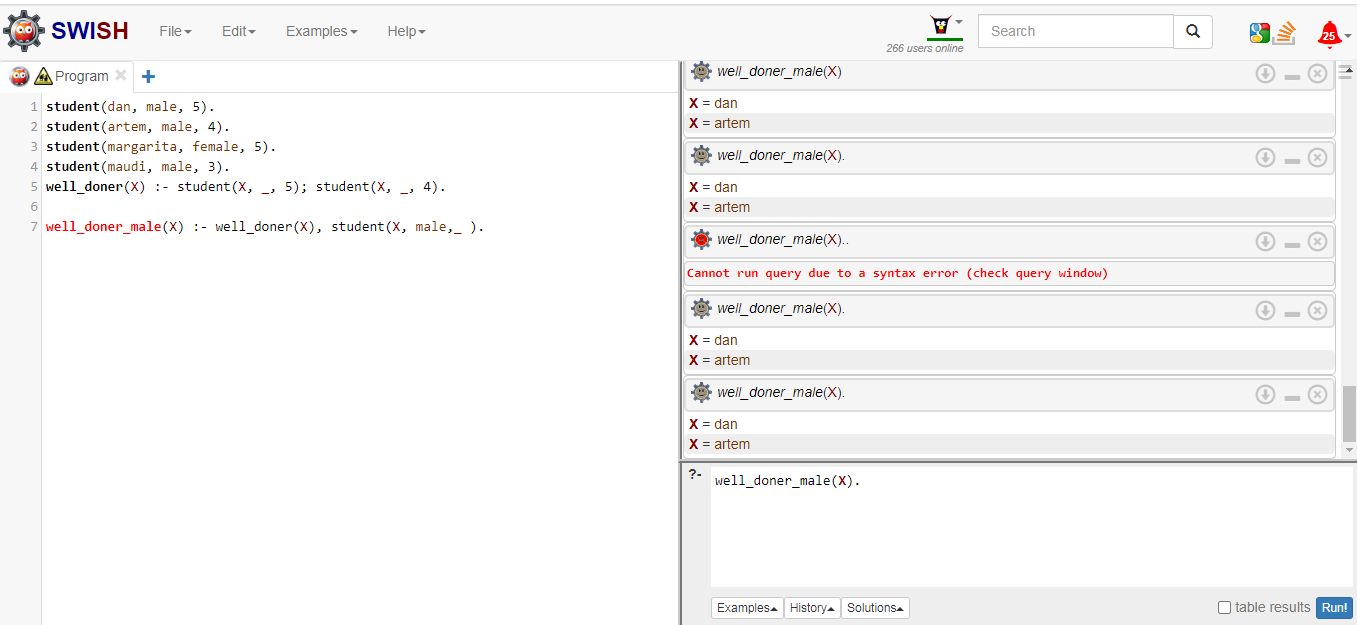 SWISH File Edit Examples Help 266 users online Search 25
Program
1 student(dan, male, 5).
2 student(artem, male, 4).
3 student(margarita, female, 5).
4 student(maudi, male, 3).
5 well_doner(X) :- student(X, _, 5); student(X, _, 4).
6
7 well_doner_male(X) :- well_doner(X), student(X, male,_ ).
well_doner_male(X)
X = dan
X = artem
well_doner_male(X).
X = dan
X = artem
well_doner_male(X)..
Cannot run query due to a syntax error (check query window)
well_doner_male(X).
X = dan
X = artem
well_doner_male(X).
X = dan
X = artem
?- well_doner_male(X).
Examples History Solutions table results Run!